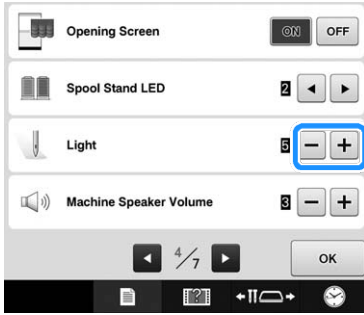 Opening Screen ON OFF
Spool Stand LED 2
Light 5 − +
Machine Speaker Volume 3 − +
4/7 OK
?